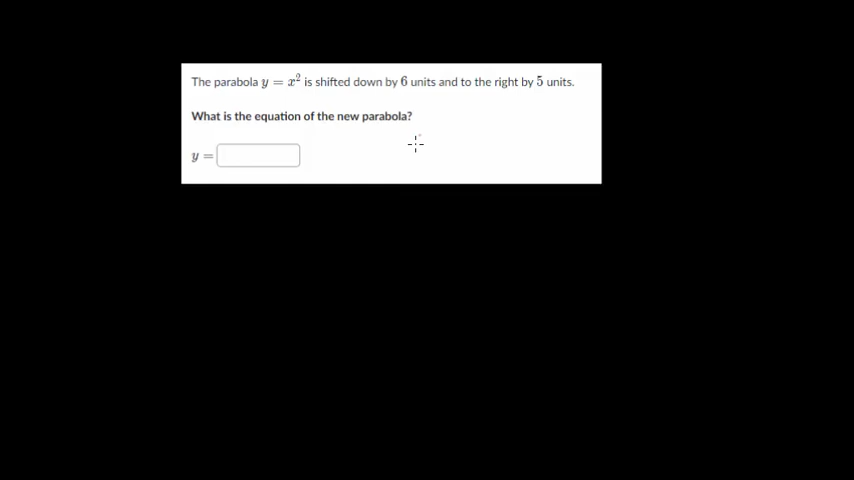 The parabola y = x² is shifted down by 6 units and to the right by 5 units.
What is the equation of the new parabola?
y =